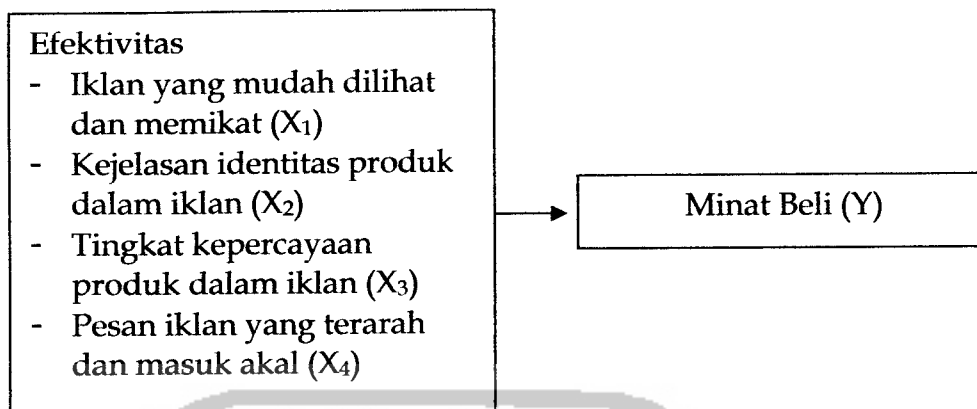 Efektivitas
- Iklan yang mudah dilihat
dan memikat (X₁)
- Kejelasan identitas produk
dalam iklan (X₂)
- Tingkat kepercayaan
produk dalam iklan (X₃)
- Pesan iklan yang terarah
dan masuk akal (X₄)
Minat Beli (Y)